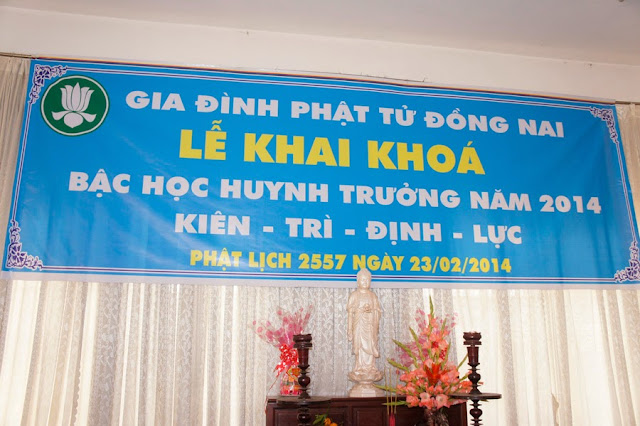 GIA ĐÌNH PHẬT TỬ ĐỒNG NAI
LỄ KHAI KHOÁ
BẬC HỌC HUYNH TRƯỞNG NĂM 2014
KIÊN - TRÌ - ĐỊNH - LỰC
PHẬT LỊCH 2557 NGÀY 23/02/2014